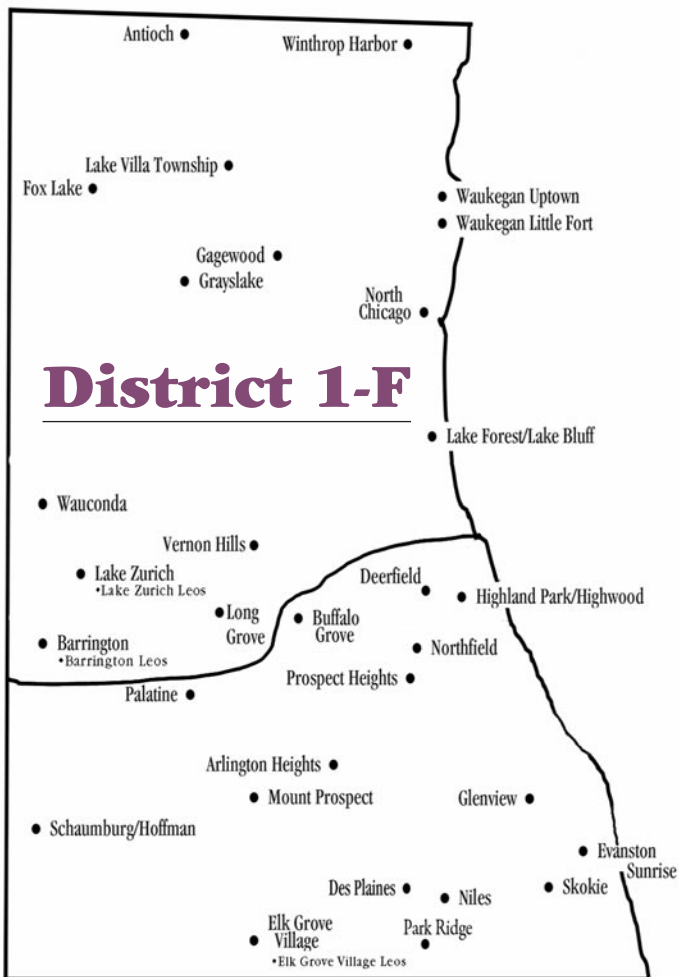 Antioch
Winthrop Harbor
Lake Villa Township
Fox Lake
Waukegan Uptown
Waukegan Little Fort
Gagewood
Grayslake
North
Chicago
District 1-F
Lake Forest/Lake Bluff
Wauconda
Vernon Hills
Lake Zurich
•Lake Zurich Leos
Deerfield
Highland Park/Highwood
Long
Grove
Buffalo
Grove
Barrington
•Barrington Leos
Northfield
Prospect Heights
Palatine
Arlington Heights
Mount Prospect
Glenview
Schaumburg/Hoffman
Evanston
Sunrise
Des Plaines
Niles
Skokie
Elk Grove
Village
•Elk Grove Village Leos
Park Ridge